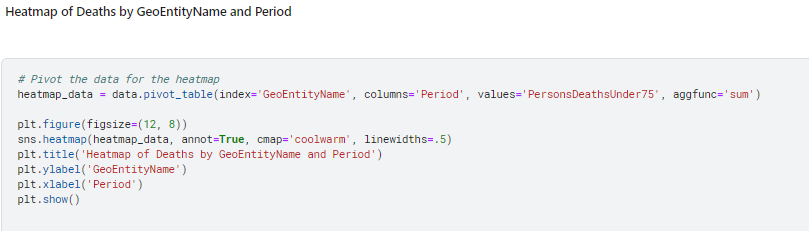 Heatmap of Deaths by GeoEntityName and Period
# Pivot the data for the heatmap
heatmap_data = data.pivot_table(index='GeoEntityName', columns='Period', values='PersonsDeathsUnder75', aggfunc='sum')
plt.figure(figsize=(12, 8))
sns.heatmap(heatmap_data, annot=True, cmap='coolwarm', linewidths=.5)
plt.title('Heatmap of Deaths by GeoEntityName and Period')
plt.ylabel('GeoEntityName')
plt.xlabel('Period')
plt.show()